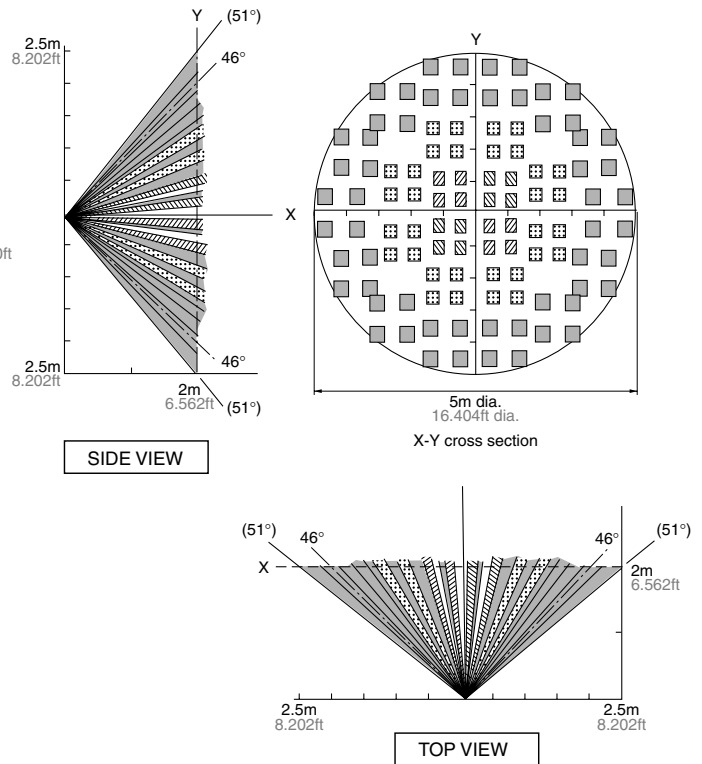 Y
(51°)
2.5m
8.202ft
46°
X
0ft
46°
2.5m
8.202ft
2m
6.562ft
(51°)
SIDE VIEW
Y
5m dia.
16.404ft dia.
X-Y cross section
(51°)
46°
X
46°
(51°)
2m
6.562ft
2.5m
8.202ft
2.5m
8.202ft
TOP VIEW